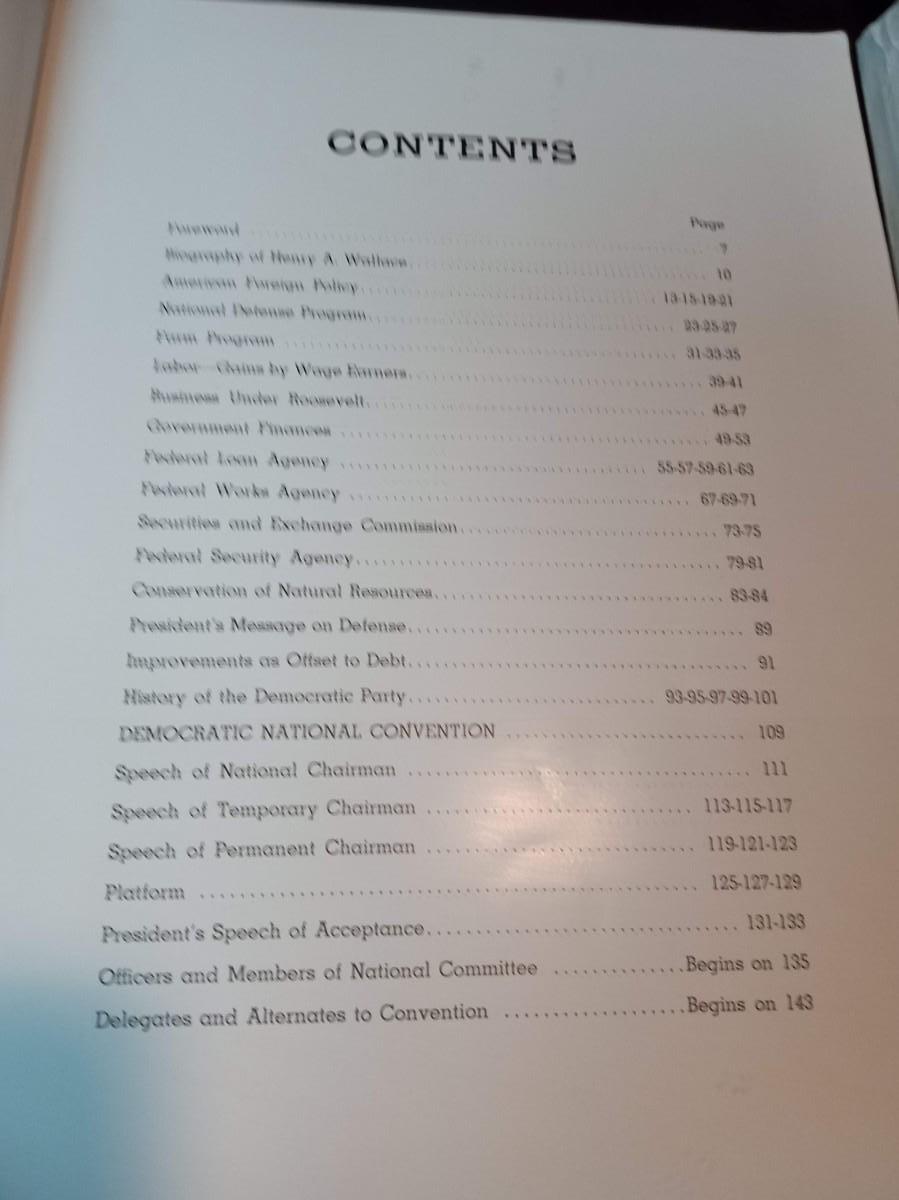 CONTENTS
Page
Foreword ........ 7
Biography of Henry A. Wallace ........ 10
American Foreign Policy ........ 13-15-19-21
National Defense Program ........ 23-25-27
Farm Program ........ 31-33-35
Labor—Gains by Wage Earners ........ 39-41
Business Under Roosevelt ........ 45-47
Government Finances ........ 49-53
Federal Loan Agency ........ 55-57-59-61-63
Federal Works Agency ........ 67-69-71
Securities and Exchange Commission ........ 73-75
Federal Security Agency ........ 79-81
Conservation of Natural Resources ........ 83-84
President's Message on Defense ........ 89
Improvements as Offset to Debt ........ 91
History of the Democratic Party ........ 93-95-97-99-101
DEMOCRATIC NATIONAL CONVENTION ........ 109
Speech of National Chairman ........ 111
Speech of Temporary Chairman ........ 113-115-117
Speech of Permanent Chairman ........ 119-121-123
Platform ........ 125-127-129
President's Speech of Acceptance ........ 131-133
Officers and Members of National Committee ........ Begins on 135
Delegates and Alternates to Convention ........ Begins on 143